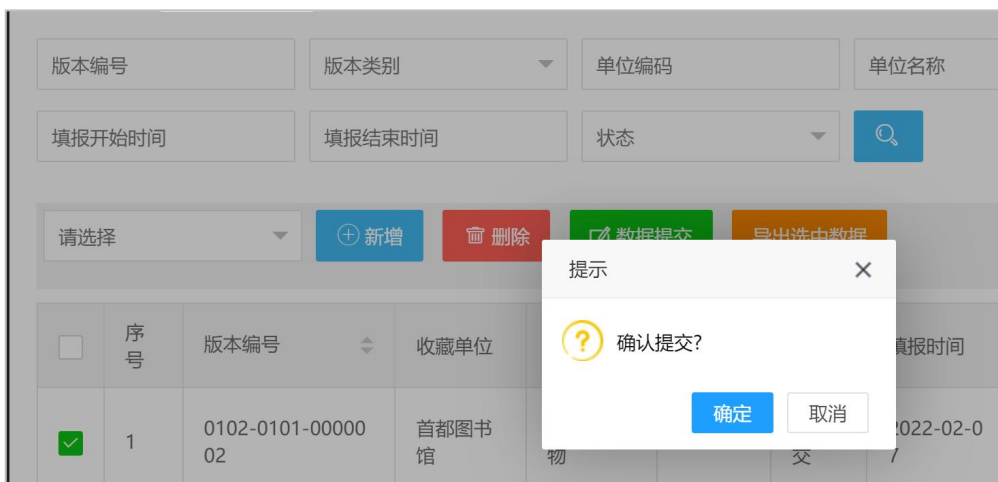 版本编号 版本类别 单位编码 单位名称
填报开始时间 填报结束时间 状态
请选择 新增 删除 数据提交 导出选中数据
提示
序号 版本编号 收藏单位 填报时间
确认提交?
确定 取消
1 0102-0101-0000002 首都图书馆 物 交 2022-02-07